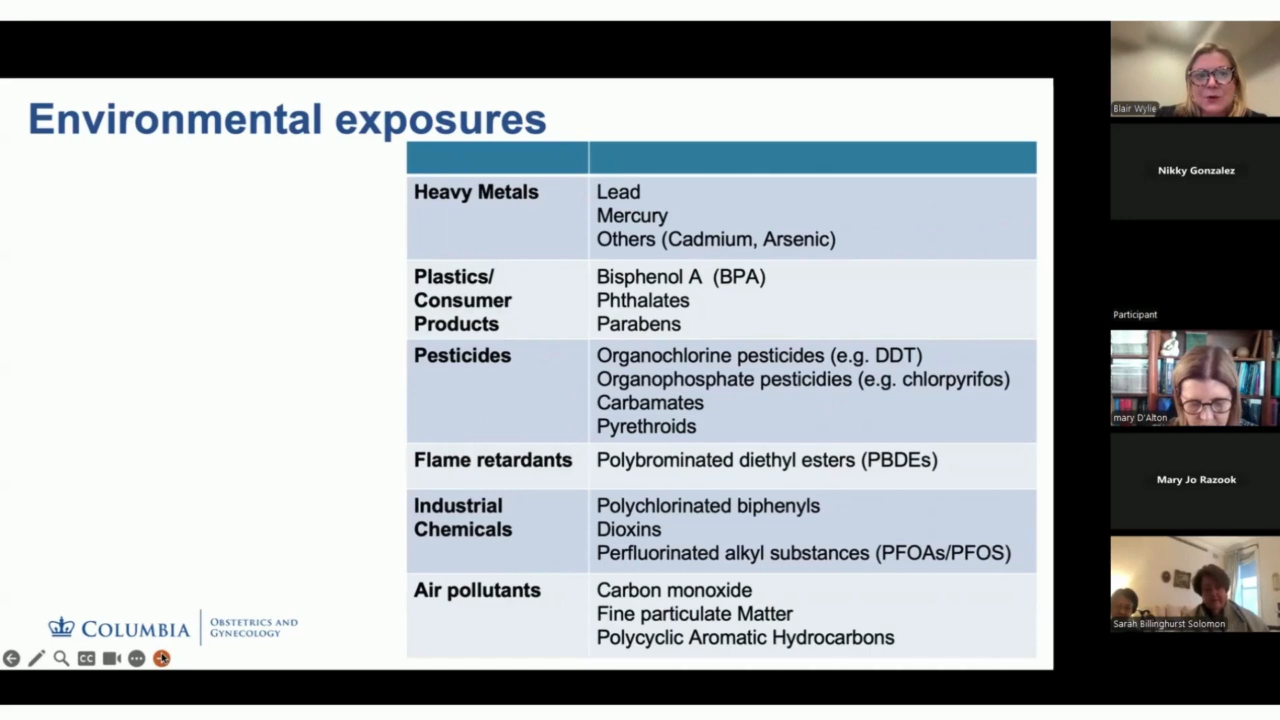 Environmental exposures
Heavy Metals
Lead
Mercury
Others (Cadmium, Arsenic)
Plastics/
Consumer
Products
Bisphenol A (BPA)
Phthalates
Parabens
Pesticides
Organochlorine pesticides (e.g. DDT)
Organophosphate pesticidies (e.g. chlorpyrifos)
Carbamates
Pyrethroids
Flame retardants
Polybrominated diethyl esters (PBDEs)
Industrial
Chemicals
Polychlorinated biphenyls
Dioxins
Perfluorinated alkyl substances (PFOAs/PFOS)
Air pollutants
Carbon monoxide
Fine particulate Matter
Polycyclic Aromatic Hydrocarbons
COLUMBIA
OBSTETRICS AND
GYNECOLOGY
CC
Blair Wylie
Nikky Gonzalez
Participant
mary D'Alton
Mary Jo Razook
Sarah Billinghurst Solomon